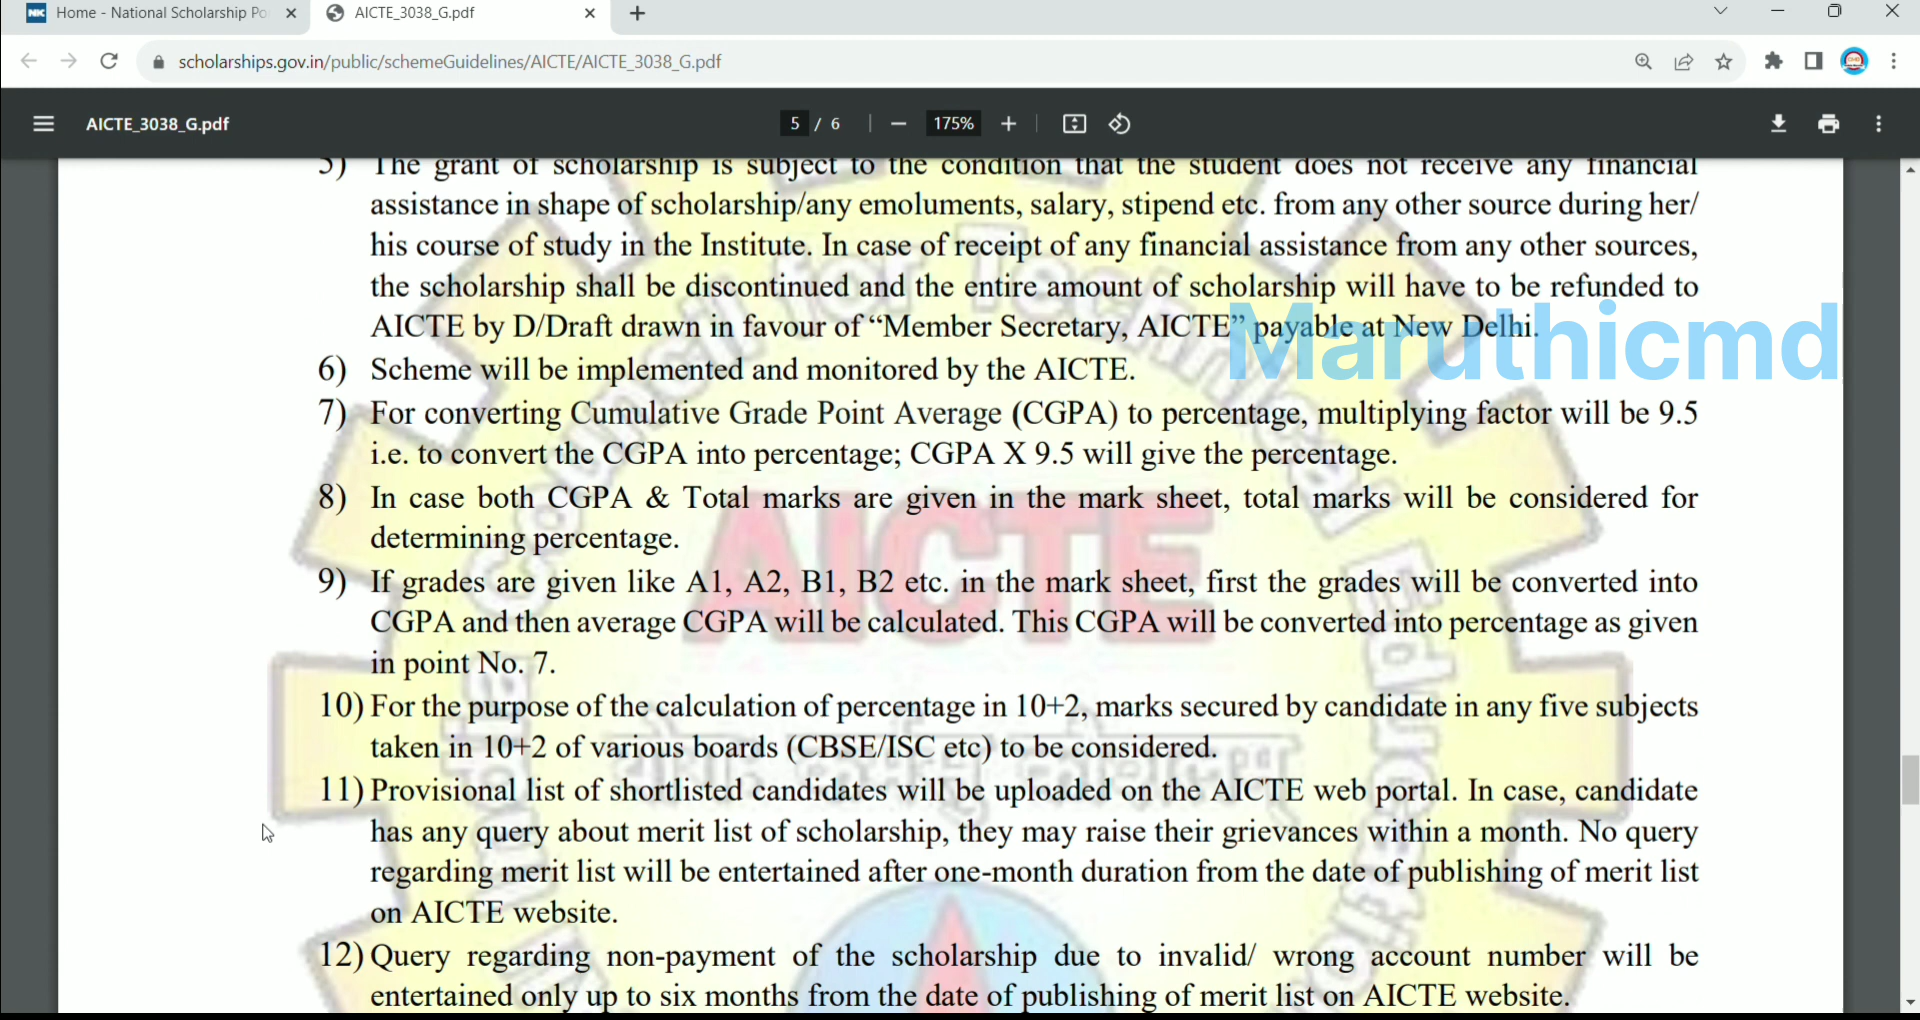 Home - National Scholarship Po
AICTE_3038_G.pdf
scholarships.gov.in/public/schemeGuidelines/AICTE/AICTE_3038_G.pdf
AICTE_3038_G.pdf
5 / 6
175%
5) The grant of scholarship is subject to the condition that the student does not receive any financial
assistance in shape of scholarship/any emoluments, salary, stipend etc. from any other source during her/
his course of study in the Institute. In case of receipt of any financial assistance from any other sources,
the scholarship shall be discontinued and the entire amount of scholarship will have to be refunded to
AICTE by D/Draft drawn in favour of “Member Secretary, AICTE” payable at New Delhi.
Maruthicmd
6) Scheme will be implemented and monitored by the AICTE.
7) For converting Cumulative Grade Point Average (CGPA) to percentage, multiplying factor will be 9.5
i.e. to convert the CGPA into percentage; CGPA X 9.5 will give the percentage.
8) In case both CGPA & Total marks are given in the mark sheet, total marks will be considered for
determining percentage.
9) If grades are given like A1, A2, B1, B2 etc. in the mark sheet, first the grades will be converted into
CGPA and then average CGPA will be calculated. This CGPA will be converted into percentage as given
in point No. 7.
10) For the purpose of the calculation of percentage in 10+2, marks secured by candidate in any five subjects
taken in 10+2 of various boards (CBSE/ISC etc) to be considered.
11) Provisional list of shortlisted candidates will be uploaded on the AICTE web portal. In case, candidate
has any query about merit list of scholarship, they may raise their grievances within a month. No query
regarding merit list will be entertained after one-month duration from the date of publishing of merit list
on AICTE website.
12) Query regarding non-payment of the scholarship due to invalid/ wrong account number will be
entertained only up to six months from the date of publishing of merit list on AICTE website.
AICTE